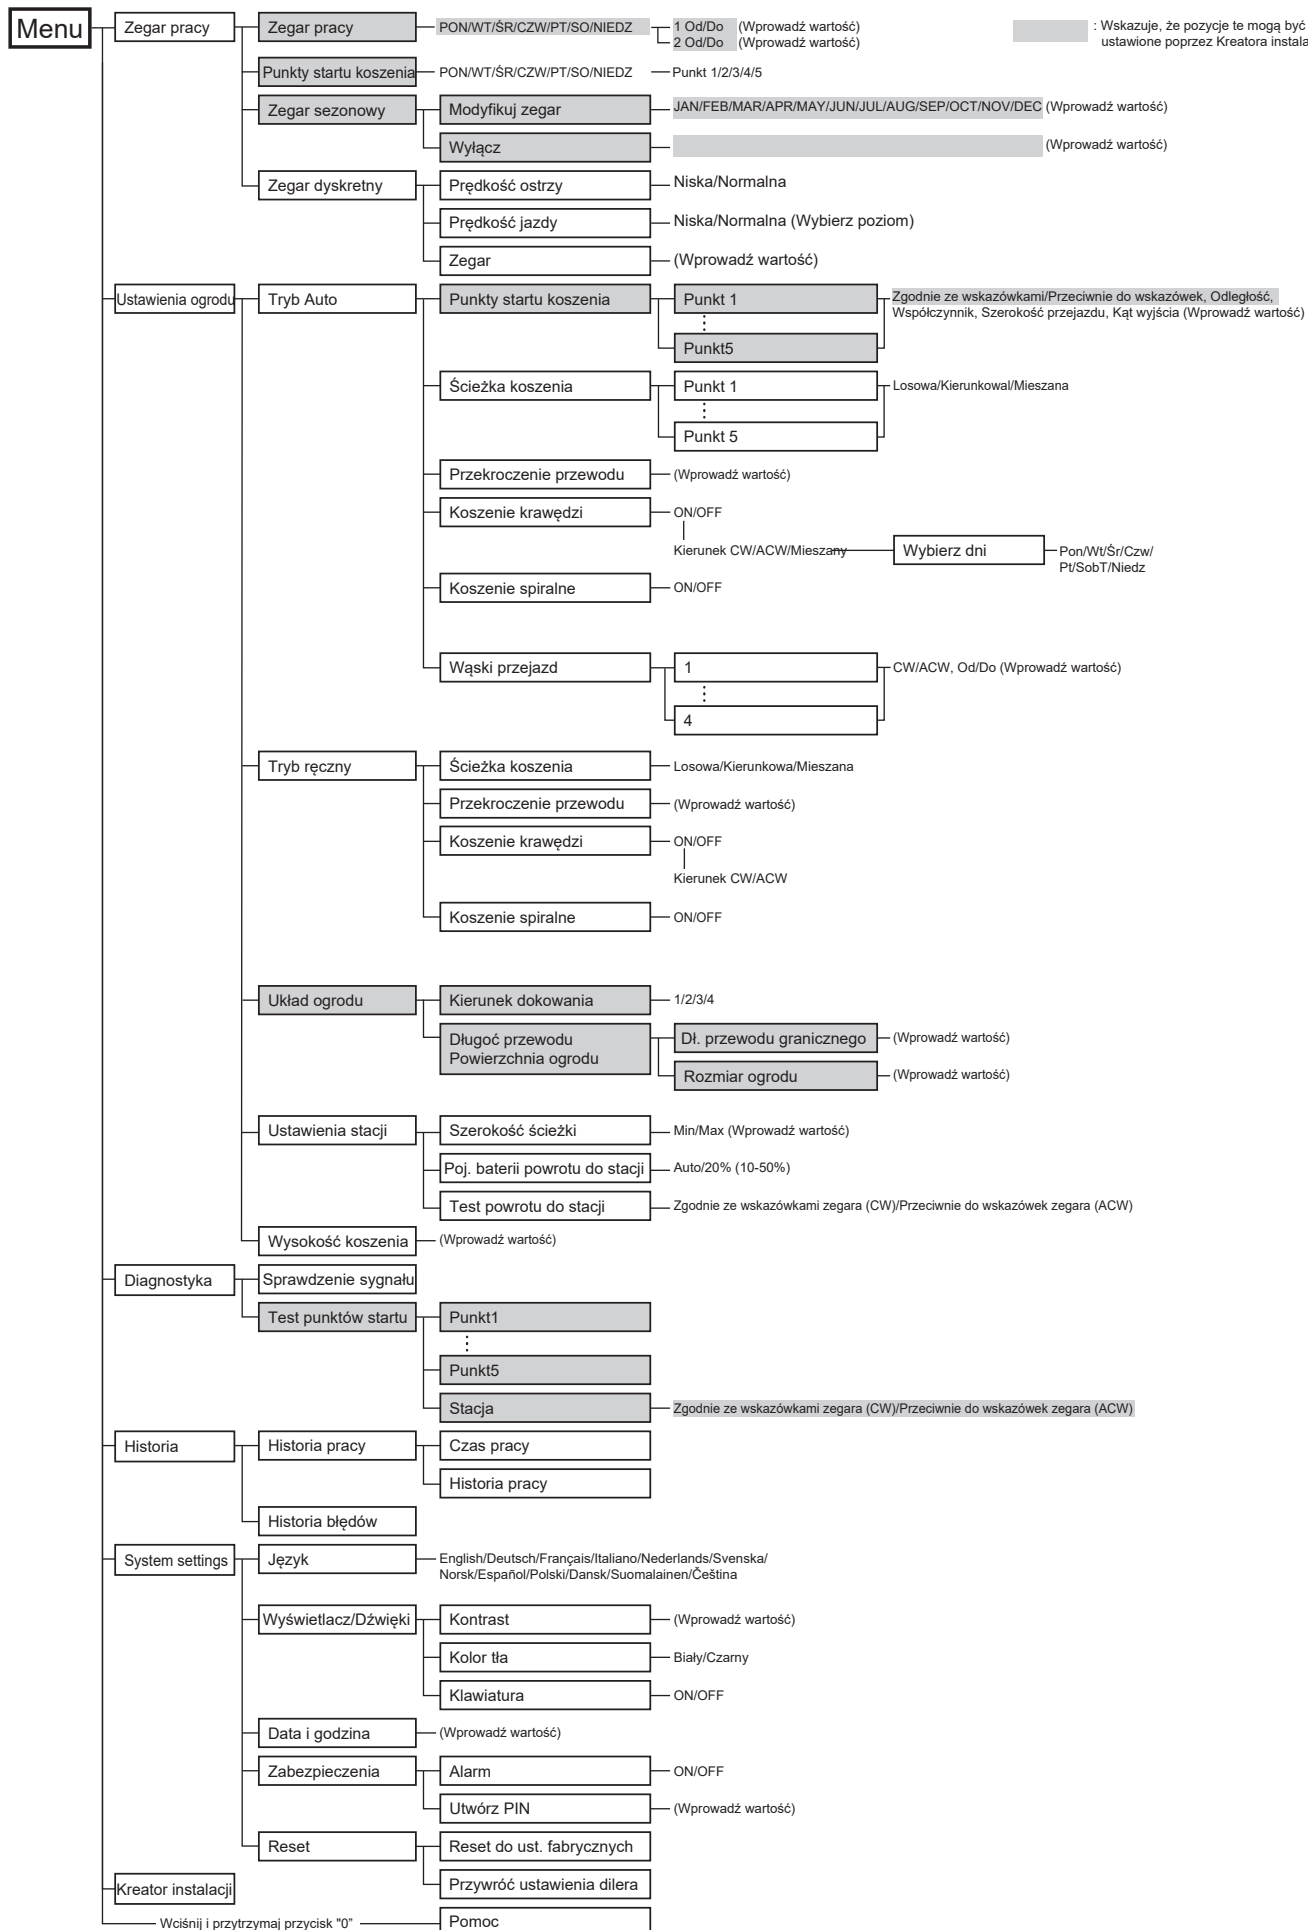 Menu
Zegar pracy
Zegar pracy
PON/WT/ŚR/CZW/PT/SO/NIEDZ
1 Od/Do (Wprowadź wartość)
2 Od/Do (Wprowadź wartość)
: Wskazuje, że pozycje te mogą być
ustawione poprzez Kreatora instala
Punkty startu koszenia
PON/WT/ŚR/CZW/PT/SO/NIEDZ
Punkt 1/2/3/4/5
Zegar sezonowy
Modyfikuj zegar
JAN/FEB/MAR/APR/MAY/JUN/JUL/AUG/SEP/OCT/NOV/DEC (Wprowadź wartość)
Wyłącz
(Wprowadź wartość)
Zegar dyskretny
Prędkość ostrzy
Niska/Normalna
Prędkość jazdy
Niska/Normalna (Wybierz poziom)
Zegar
(Wprowadź wartość)
Ustawienia ogrodu
Tryb Auto
Punkty startu koszenia
Punkt 1
Zgodnie ze wskazówkami/Przeciwnie do wskazówek, Odległość,
Współczynnik, Szerokość przejazdu, Kąt wyjścia (Wprowadź wartość)
Punkt5
Ścieżka koszenia
Punkt 1
Losowa/Kierunkowal/Mieszana
Punkt 5
Przekroczenie przewodu
(Wprowadź wartość)
Koszenie krawędzi
ON/OFF
Kierunek CW/ACW/Mieszany
Wybierz dni
Pon/Wt/Śr/Czw/
Pt/SobT/Niedz
Koszenie spiralne
ON/OFF
Wąski przejazd
1
CW/ACW, Od/Do (Wprowadź wartość)
4
Tryb ręczny
Ścieżka koszenia
Losowa/Kierunkowa/Mieszana
Przekroczenie przewodu
(Wprowadź wartość)
Koszenie krawędzi
ON/OFF
Kierunek CW/ACW
Koszenie spiralne
ON/OFF
Układ ogrodu
Kierunek dokowania
1/2/3/4
Długoć przewodu
Powierzchnia ogrodu
Dł. przewodu granicznego
(Wprowadź wartość)
Rozmiar ogrodu
(Wprowadź wartość)
Ustawienia stacji
Szerokość ścieżki
Min/Max (Wprowadź wartość)
Poj. baterii powrotu do stacji
Auto/20% (10-50%)
Test powrotu do stacji
Zgodnie ze wskazówkami zegara (CW)/Przeciwnie do wskazówek zegara (ACW)
Wysokość koszenia
(Wprowadź wartość)
Diagnostyka
Sprawdzenie sygnału
Test punktów startu
Punkt1
Punkt5
Stacja
Zgodnie ze wskazówkami zegara (CW)/Przeciwnie do wskazówek zegara (ACW)
Historia
Historia pracy
Czas pracy
Historia pracy
Historia błędów
System settings
Język
English/Deutsch/Français/Italiano/Nederlands/Svenska/
Norsk/Español/Polski/Dansk/Suomalainen/Čeština
Wyświetlacz/Dźwięki
Kontrast
(Wprowadź wartość)
Kolor tła
Biały/Czarny
Klawiatura
ON/OFF
Data i godzina
(Wprowadź wartość)
Zabezpieczenia
Alarm
ON/OFF
Utwórz PIN
(Wprowadź wartość)
Reset
Reset do ust. fabrycznych
Przywróć ustawienia dilera
Kreator instalacji
Wciśnij i przytrzymaj przycisk "0"
Pomoc